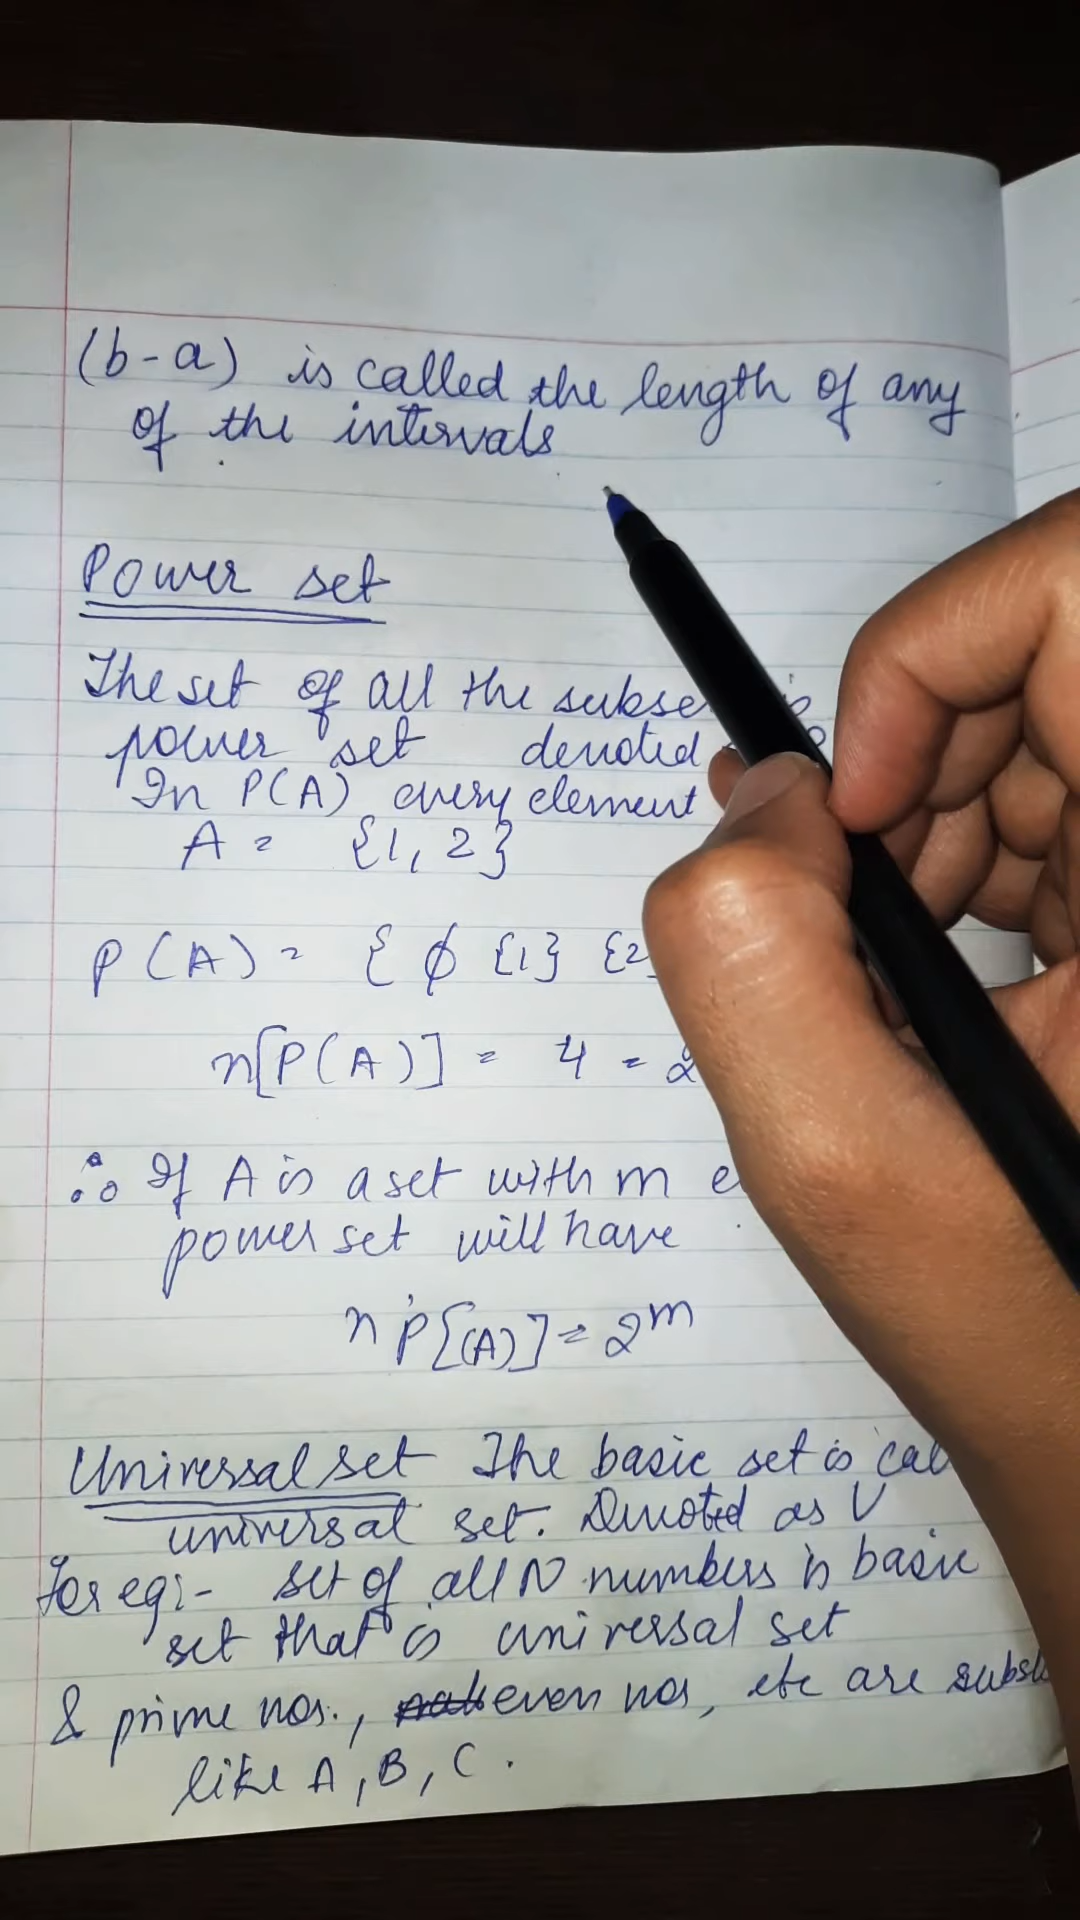 (b-a) is called the length of any
of the intervals
Power set
The set of all the subse
power set denoted
In P(A) every element
A = {1, 2}
P(A) = { ϕ {1} {2
n[P(A)] = 4 = 2
∴ If A is a set with m e
power set will have
n P[(A)] = 2^m
Universal set The basic set is cal
universal set. Denoted as U
For eg:- set of all N numbers is basic
set that is universal set
& prime nos., even nos, etc are subse
like A, B, C.